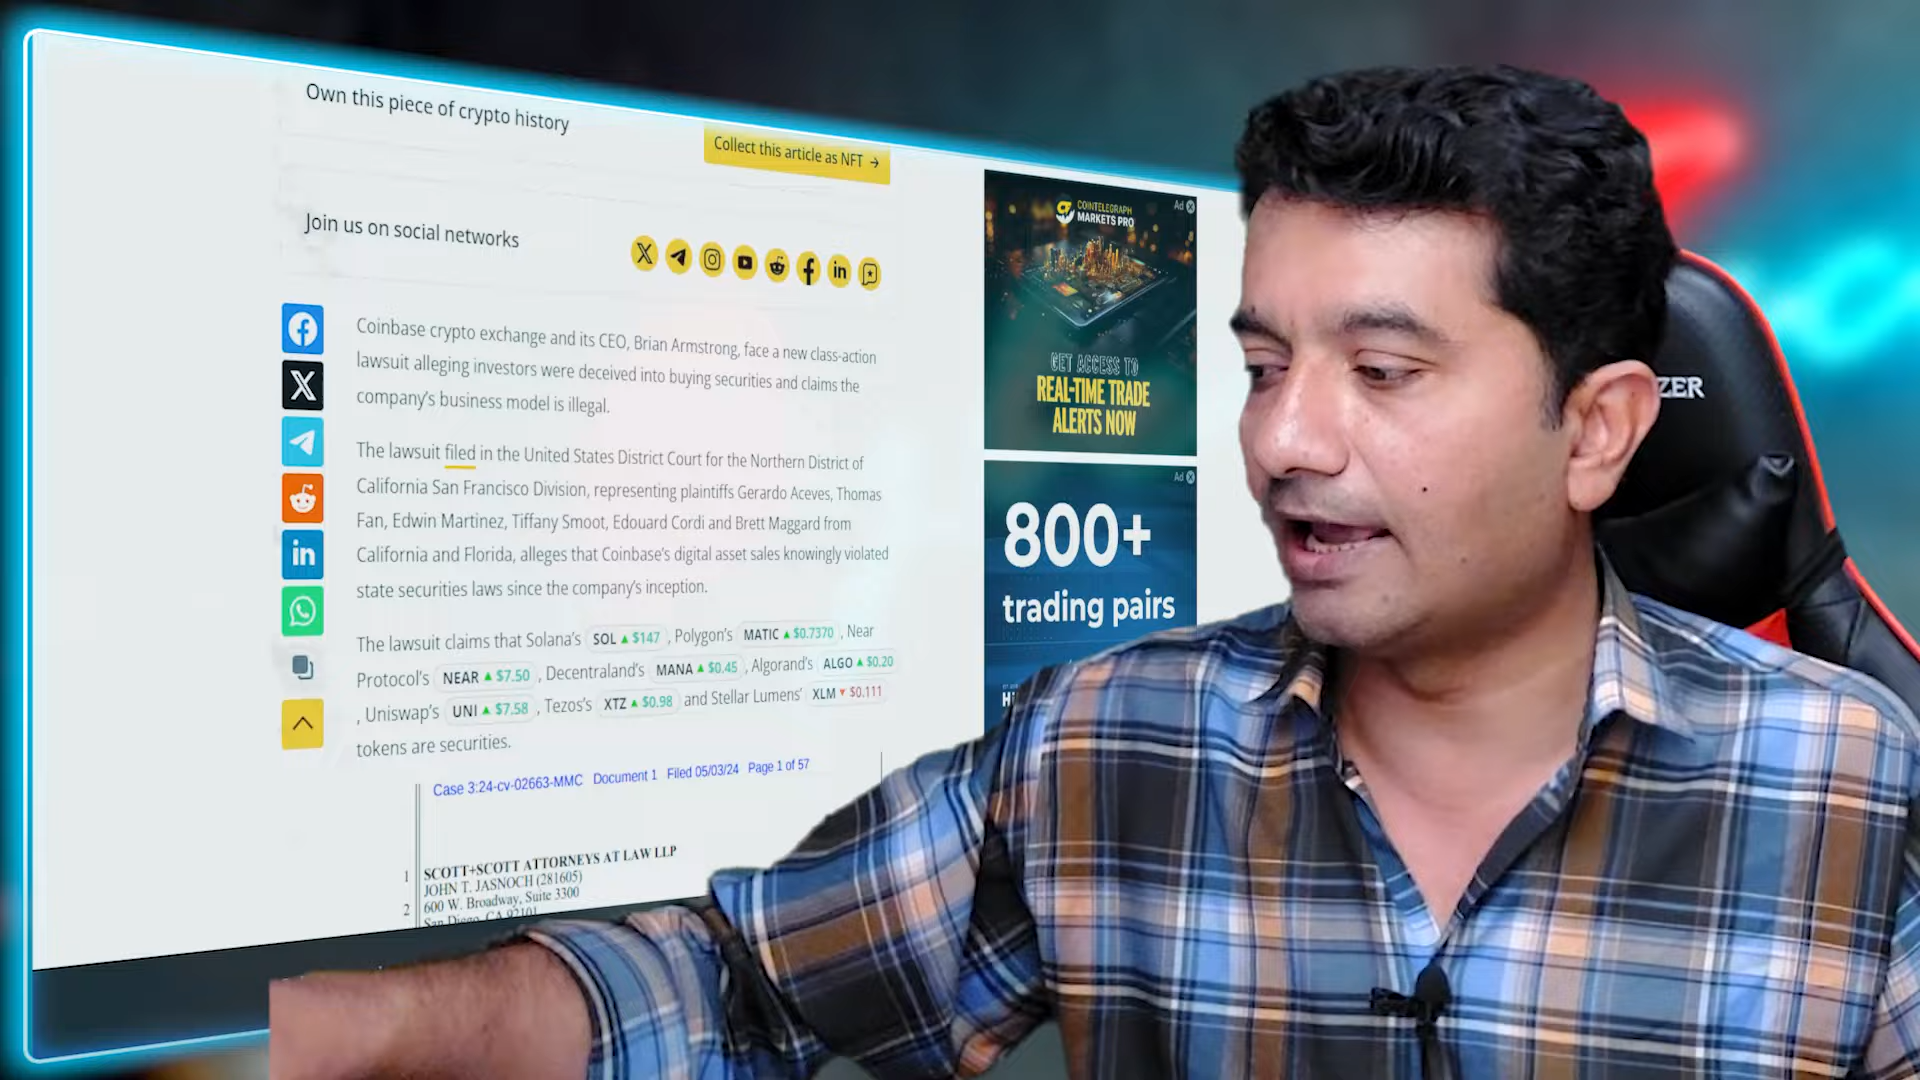 Own this piece of crypto history
Collect this article as NFT →
Join us on social networks
Coinbase crypto exchange and its CEO, Brian Armstrong, face a new class-action
lawsuit alleging investors were deceived into buying securities and claims the
company's business model is illegal.
The lawsuit filed in the United States District Court for the Northern District of
California San Francisco Division, representing plaintiffs Gerardo Aceves, Thomas
Fan, Edwin Martinez, Tiffany Smoot, Edouard Cordi and Brett Maggard from
California and Florida, alleges that Coinbase's digital asset sales knowingly violated
state securities laws since the company's inception.
The lawsuit claims that Solana's SOL ▲ $147 , Polygon's MATIC ▲ $0.7370 , Near
Protocol's NEAR ▲ $7.50 , Decentraland's MANA ▲ $0.45 , Algorand's ALGO ▲ $0.20
, Uniswap's UNI ▲ $7.58 , Tezos's XTZ ▲ $0.98 and Stellar Lumens' XLM ▼ $0.111
tokens are securities.
Case 3:24-cv-02663-MMC Document 1 Filed 05/03/24 Page 1 of 57
1 SCOTT+SCOTT ATTORNEYS AT LAW LLP
JOHN T. JASNOCH (281605)
2 600 W. Broadway, Suite 3300
San Diego, CA 92101
Ad
COINTELEGRAPH
MARKETS PRO
GET ACCESS TO
REAL-TIME TRADE
ALERTS NOW
Ad
800+
trading pairs
ZER